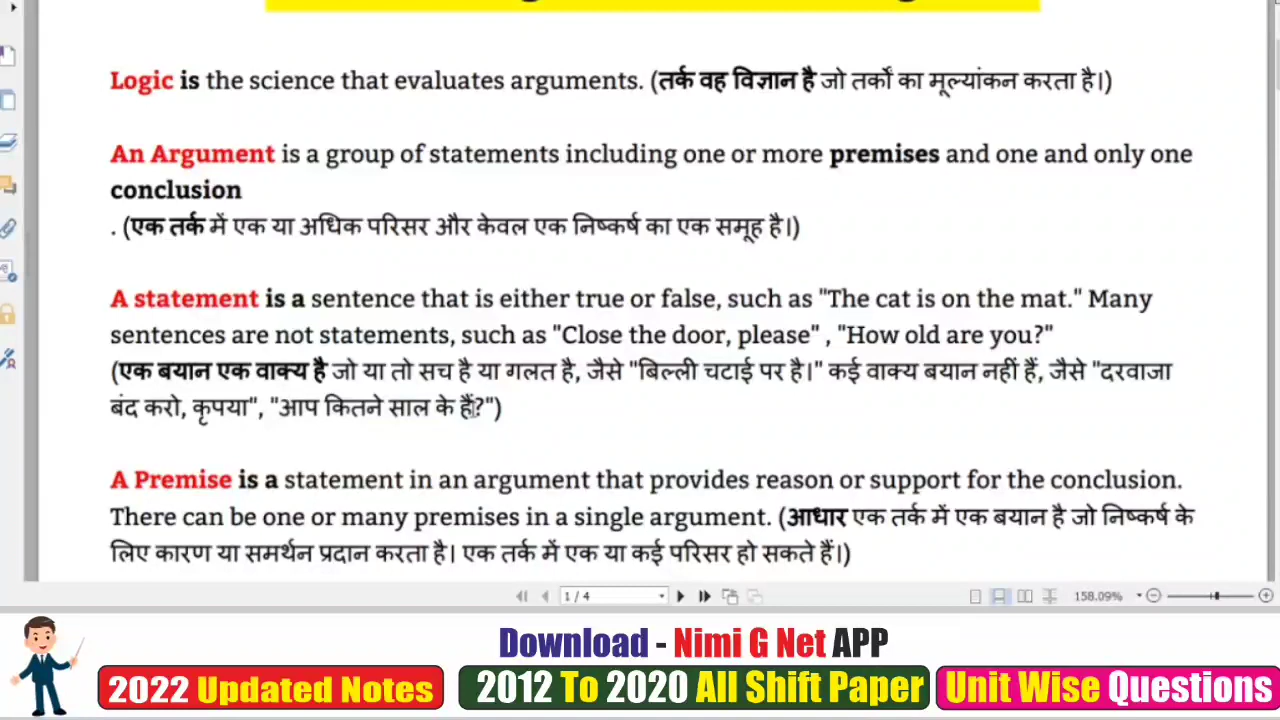 Logic is the science that evaluates arguments. (तर्क वह विज्ञान है जो तर्कों का मूल्यांकन करता है।)
An Argument is a group of statements including one or more premises and one and only one
conclusion
. (एक तर्क में एक या अधिक परिसर और केवल एक निष्कर्ष का एक समूह है।)
A statement is a sentence that is either true or false, such as "The cat is on the mat." Many
sentences are not statements, such as "Close the door, please" , "How old are you?"
(एक बयान एक वाक्य है जो या तो सच है या गलत है, जैसे "बिल्ली चटाई पर है।" कई वाक्य बयान नहीं हैं, जैसे "दरवाजा
बंद करो, कृपया", "आप कितने साल के हैं?")
A Premise is a statement in an argument that provides reason or support for the conclusion.
There can be one or many premises in a single argument. (आधार एक तर्क में एक बयान है जो निष्कर्ष के
लिए कारण या समर्थन प्रदान करता है। एक तर्क में एक या कई परिसर हो सकते हैं।)
1 / 4
158.09%
Download - Nimi G Net APP
2022 Updated Notes
2012 To 2020 All Shift Paper
Unit Wise Questions